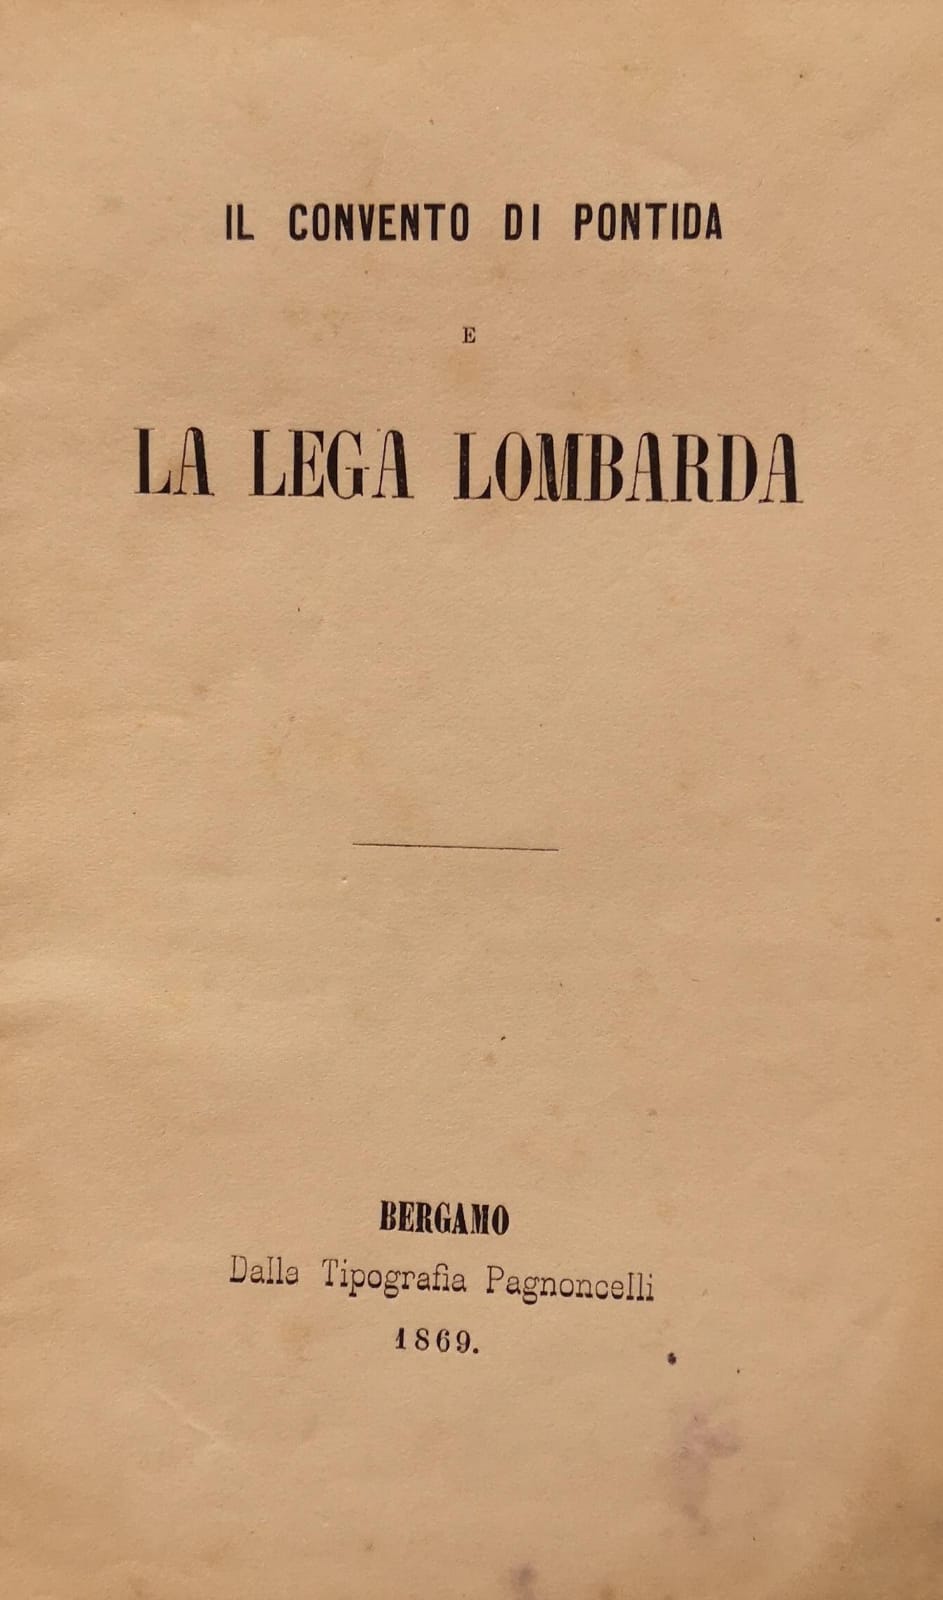 IL CONVENTO DI PONTIDA
E
LA LEGA LOMBARDA
BERGAMO
Dalla Tipografia Pagnoncelli
1869.